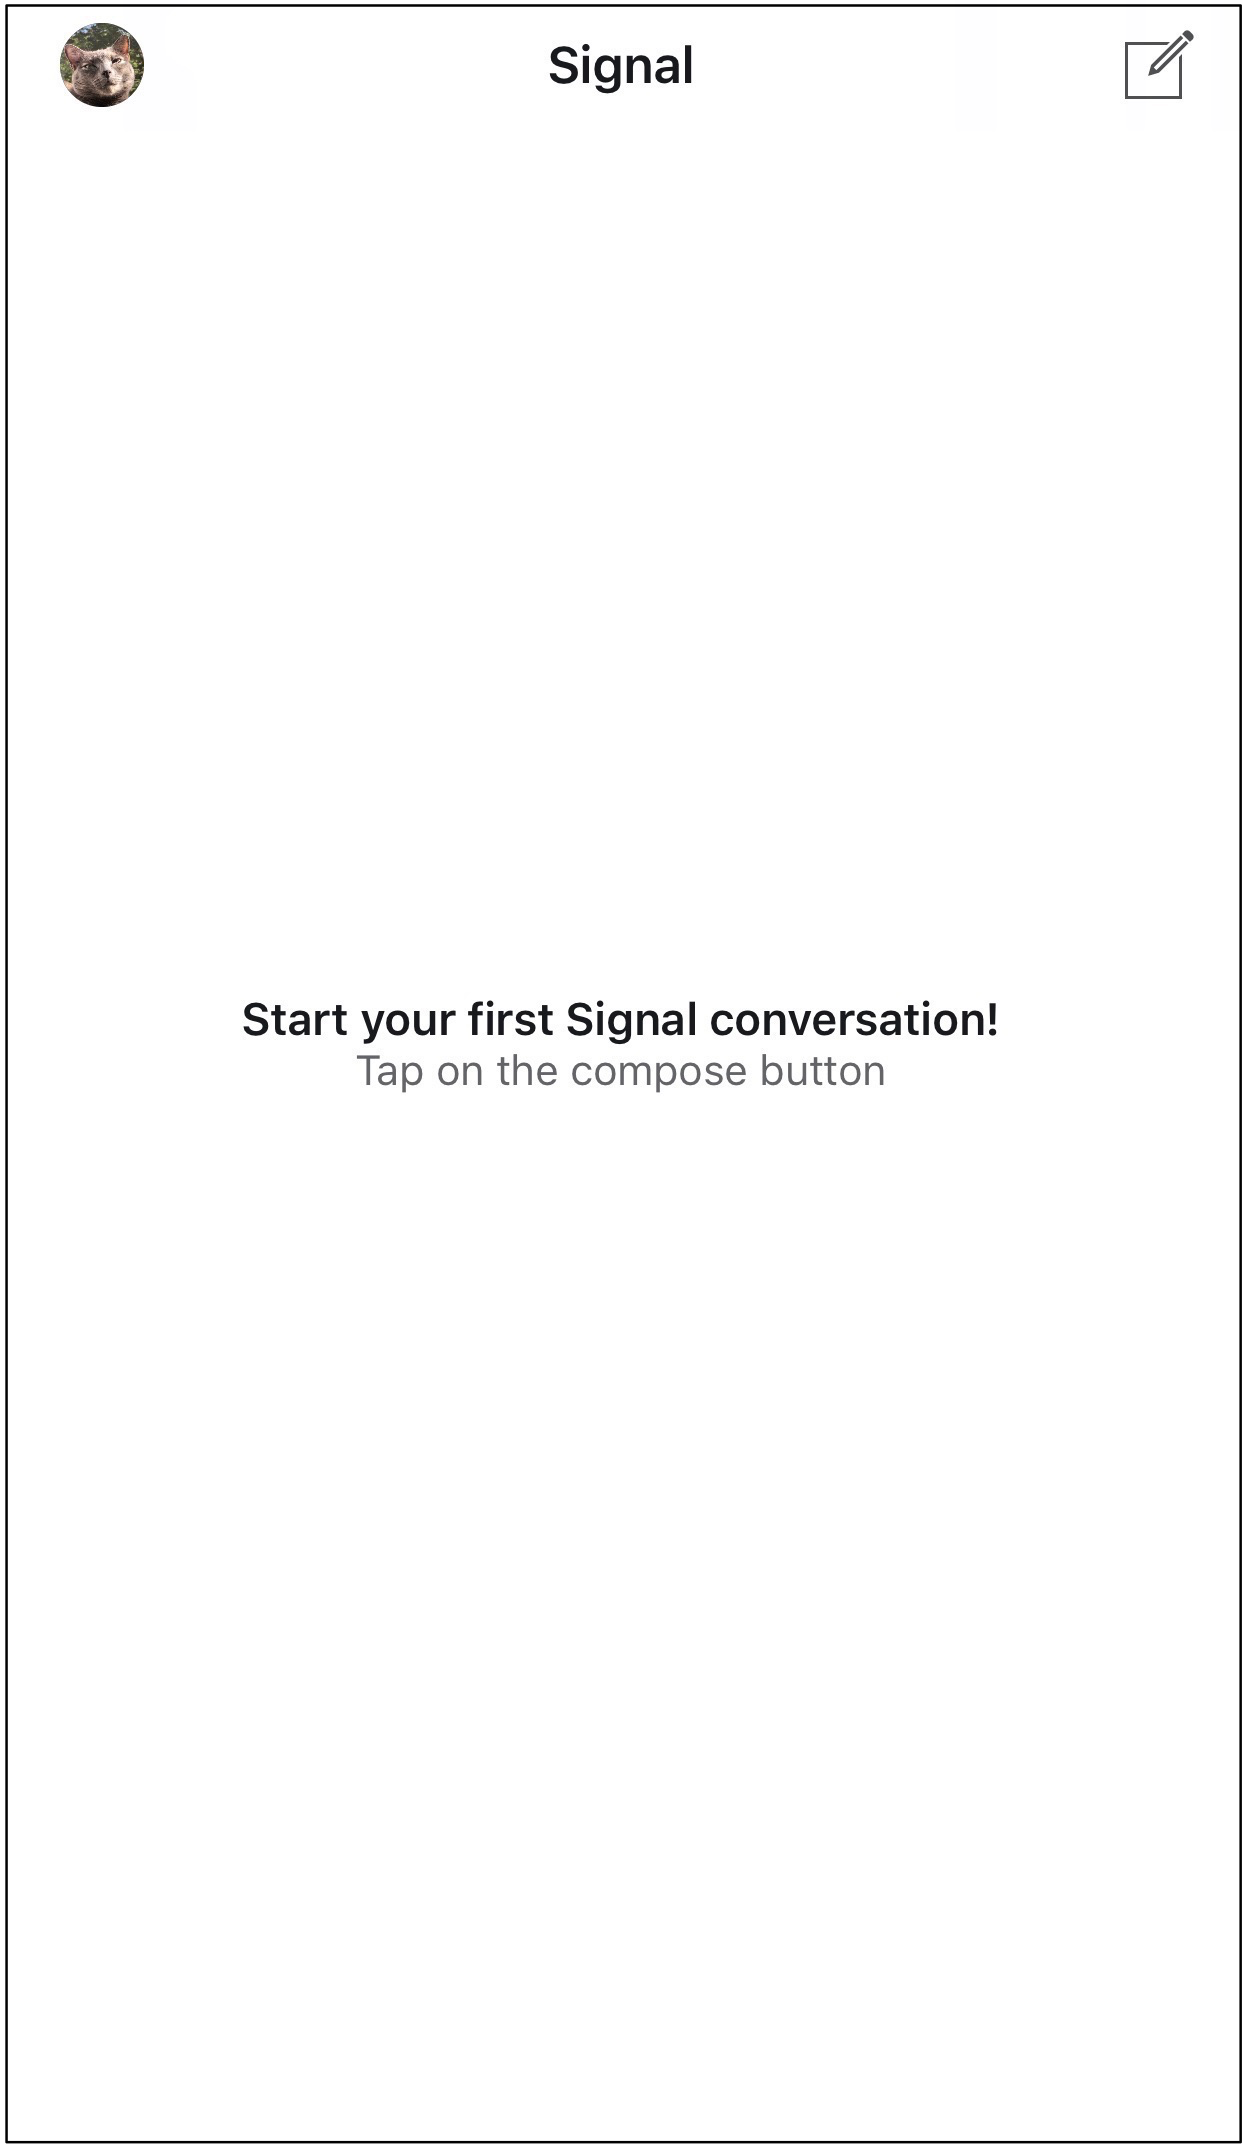 Signal
Start your first Signal conversation!
Tap on the compose button